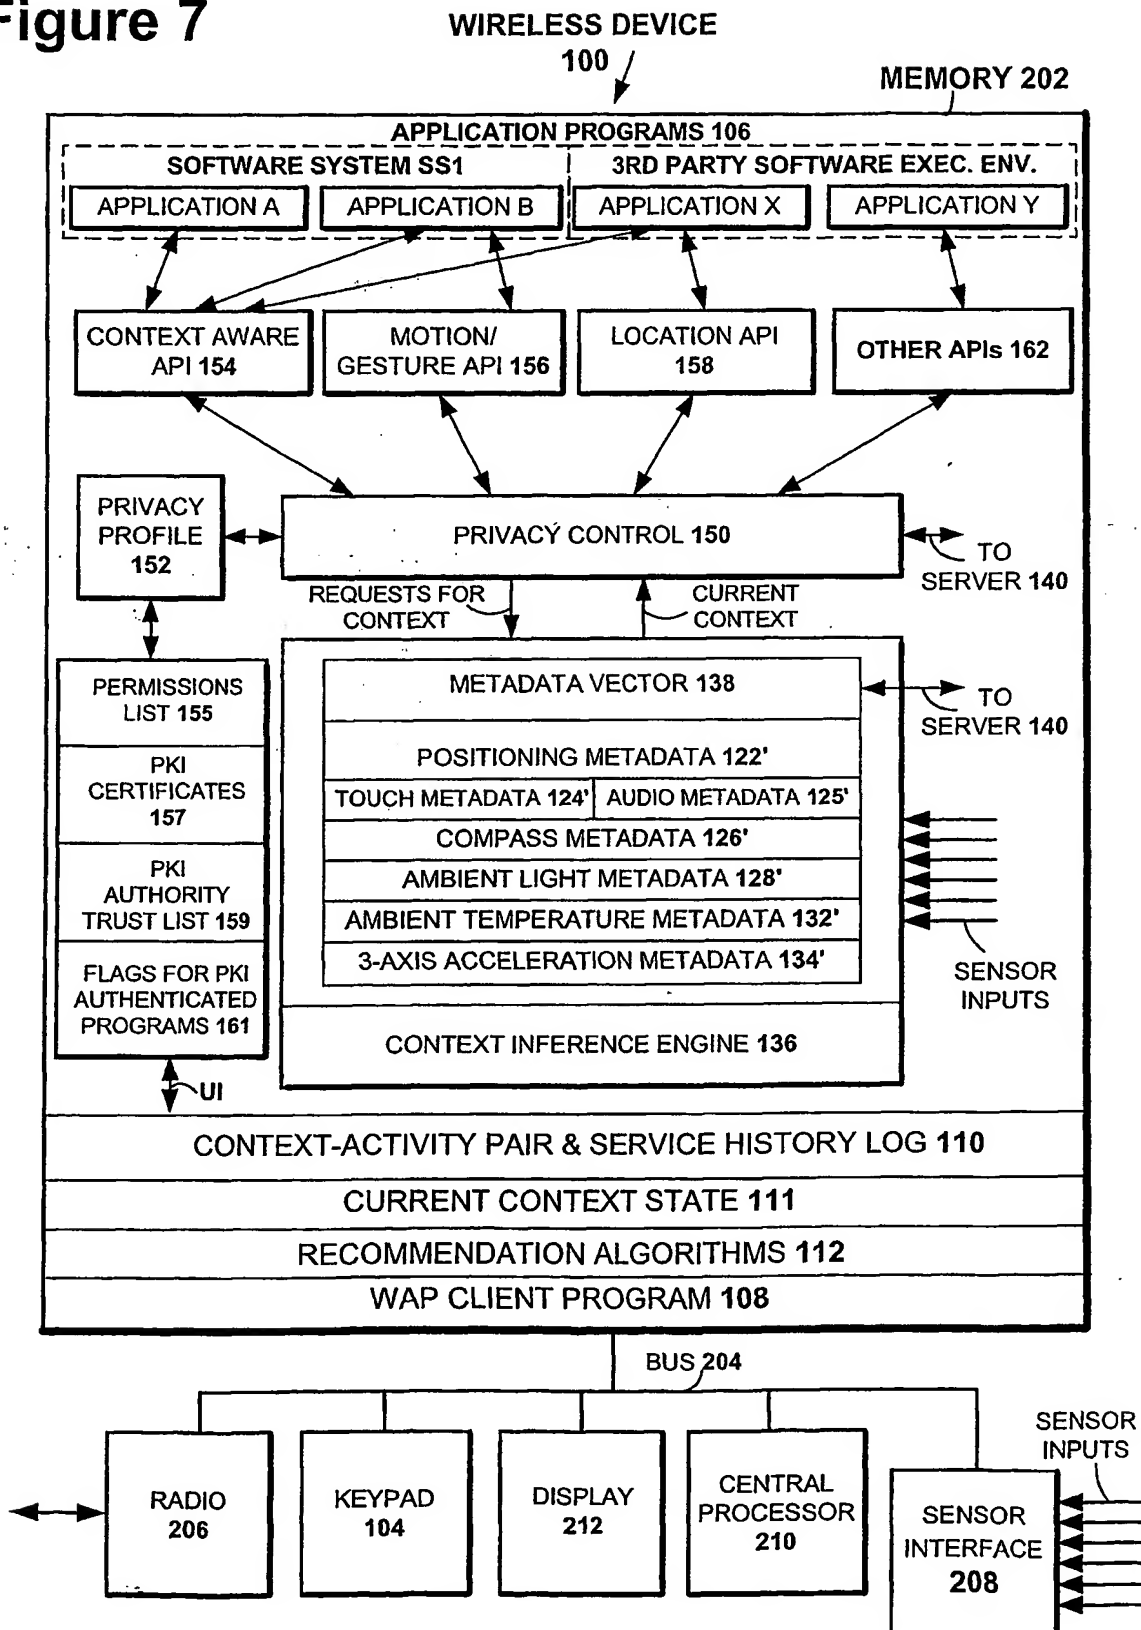 Figure 7
WIRELESS DEVICE
100
MEMORY 202
APPLICATION PROGRAMS 106
SOFTWARE SYSTEM SS1
3RD PARTY SOFTWARE EXEC. ENV.
APPLICATION A
APPLICATION B
APPLICATION X
APPLICATION Y
CONTEXT AWARE
API 154
MOTION/
GESTURE API 156
LOCATION API
158
OTHER APIs 162
PRIVACY
PROFILE
152
PRIVACY CONTROL 150
TO
SERVER 140
REQUESTS FOR
CONTEXT
CURRENT
CONTEXT
PERMISSIONS
LIST 155
PKI
CERTIFICATES
157
PKI
AUTHORITY
TRUST LIST 159
FLAGS FOR PKI
AUTHENTICATED
PROGRAMS 161
UI
METADATA VECTOR 138
TO
SERVER 140
POSITIONING METADATA 122'
TOUCH METADATA 124'
AUDIO METADATA 125'
COMPASS METADATA 126'
AMBIENT LIGHT METADATA 128'
AMBIENT TEMPERATURE METADATA 132'
3-AXIS ACCELERATION METADATA 134'
SENSOR
INPUTS
CONTEXT INFERENCE ENGINE 136
CONTEXT-ACTIVITY PAIR & SERVICE HISTORY LOG 110
CURRENT CONTEXT STATE 111
RECOMMENDATION ALGORITHMS 112
WAP CLIENT PROGRAM 108
BUS 204
RADIO
206
KEYPAD
104
DISPLAY
212
CENTRAL
PROCESSOR
210
SENSOR
INTERFACE
208
SENSOR
INPUTS